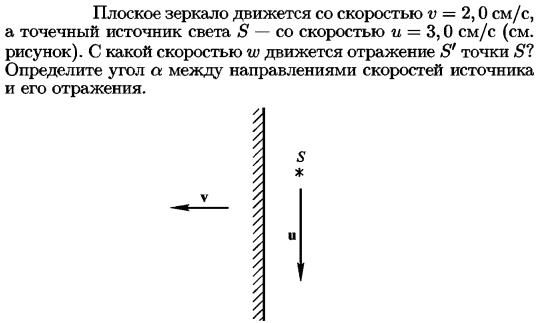 Плоское зеркало движется со скоростью v = 2,0 см/с,
а точечный источник света S — со скоростью u = 3,0 см/с (см.
рисунок). С какой скоростью w движется отражение S′ точки S?
Определите угол α между направлениями скоростей источника
и его отражения.
S
v
u